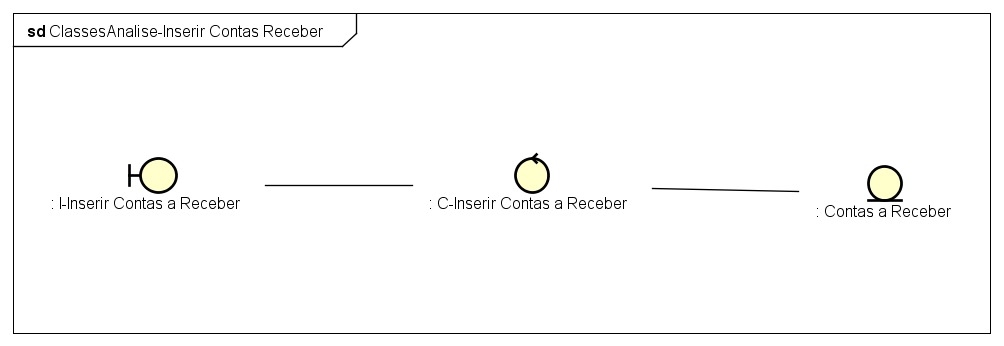 sd ClassesAnalise-Inserir Contas Receber
: I-Inserir Contas a Receber
: C-Inserir Contas a Receber
: Contas a Receber